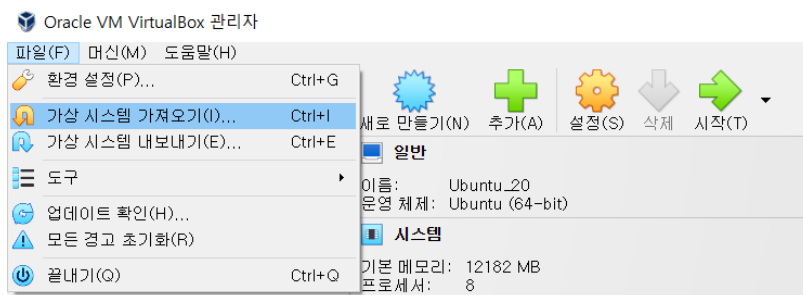 Oracle VM VirtualBox 관리자
파일(F) 머신(M) 도움말(H)
환경 설정(P)... Ctrl+G
가상 시스템 가져오기(I)... Ctrl+I
가상 시스템 내보내기(E)... Ctrl+E
도구
업데이트 확인(H)...
모든 경고 초기화(R)
끝내기(Q) Ctrl+Q
새로 만들기(N) 추가(A) 설정(S) 삭제 시작(T)
일반
이름: Ubuntu_20
운영 체제: Ubuntu (64-bit)
시스템
기본 메모리: 12182 MB
프로세서: 8